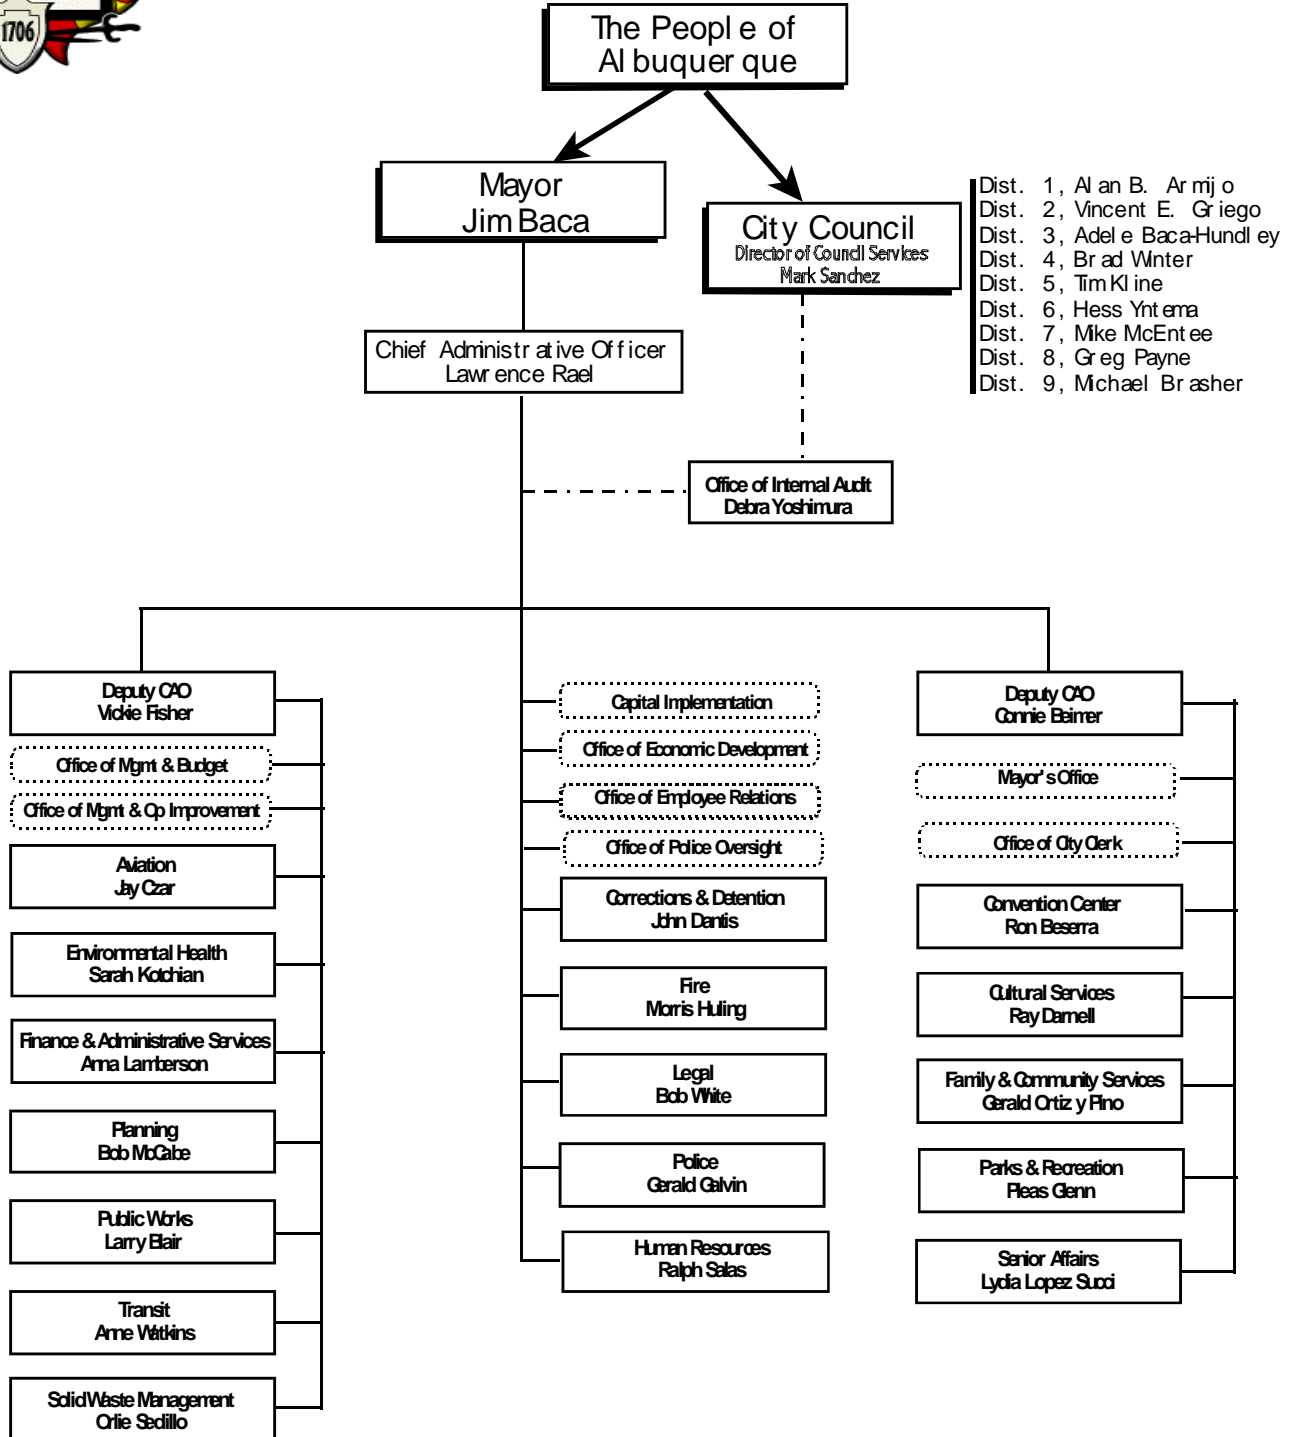 1706
The People of
Albuquerque
Mayor
Jim Baca
City Council
Director of Council Services
Mark Sanchez
Dist. 1, Alan B. Armijo
Dist. 2, Vincent E. Griego
Dist. 3, Adele Baca-Hundley
Dist. 4, Brad Winter
Dist. 5, Tim Kline
Dist. 6, Hess Yntema
Dist. 7, Mike McEntee
Dist. 8, Greg Payne
Dist. 9, Michael Brasher
Chief Administrative Officer
Lawrence Rael
Office of Internal Audit
Debra Yoshimura
Deputy CAO
Vickie Fisher
Office of Mgmt & Budget
Office of Mgmt & Op Improvement
Aviation
Jay Czar
Environmental Health
Sarah Kotchian
Finance & Administrative Services
Anna Lamberson
Planning
Bob McCabe
Public Works
Larry Blair
Transit
Anne Watkins
Solid Waste Management
Orlie Sedillo
Capital Implementation
Office of Economic Development
Office of Employee Relations
Office of Police Oversight
Corrections & Detention
John Dantis
Fire
Morris Huling
Legal
Bob White
Police
Gerald Galvin
Human Resources
Ralph Salas
Deputy CAO
Connie Beimer
Mayor's Office
Office of City Clerk
Convention Center
Ron Beserra
Cultural Services
Ray Darnell
Family & Community Services
Gerald Ortiz y Pino
Parks & Recreation
Pleas Glenn
Senior Affairs
Lydia Lopez Succi